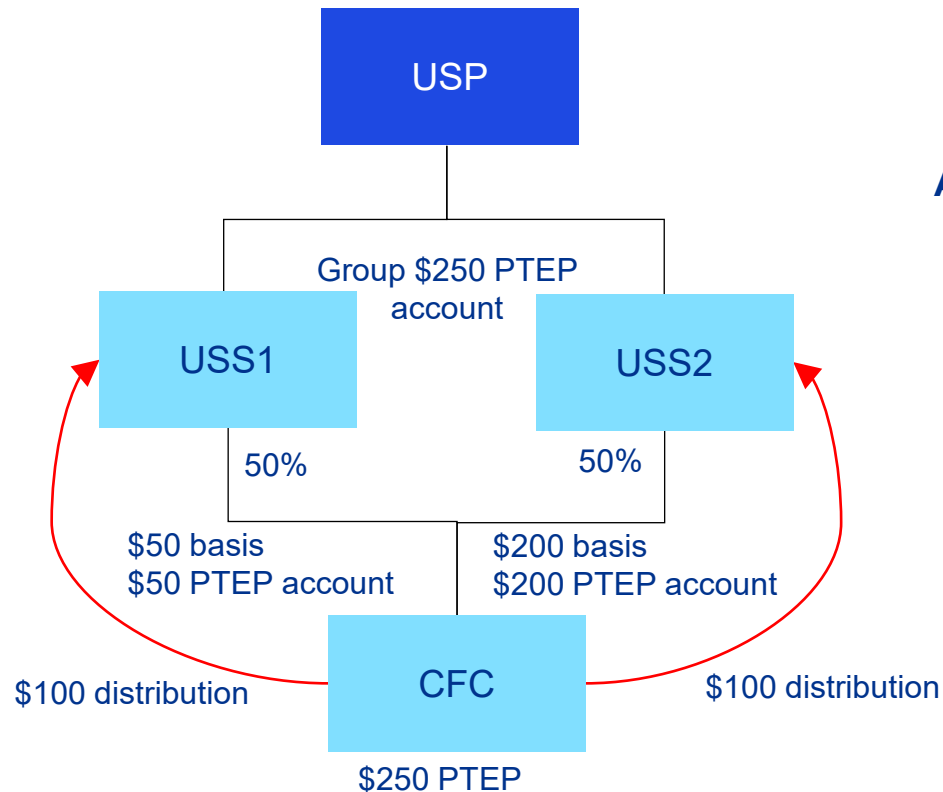 USP
A
Group $250 PTEP
account
USS1
USS2
50%
50%
$50 basis
$50 PTEP account
$200 basis
$200 PTEP account
$100 distribution
CFC
$100 distribution
$250 PTEP